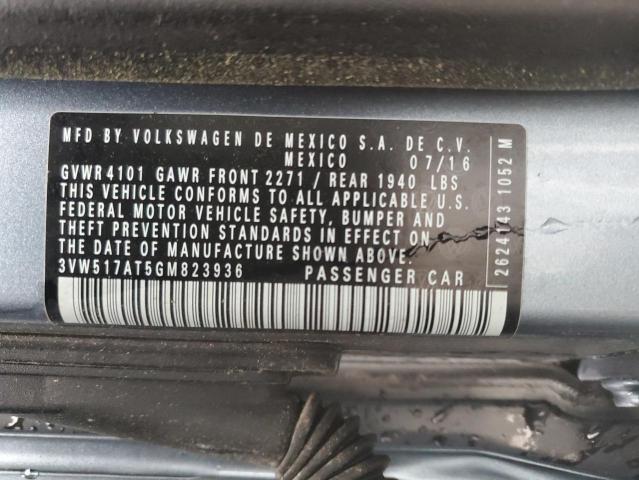 MFD BY VOLKSWAGEN DE MEXICO S.A. DE C.V.
MEXICO 07/16
GVWR 4101 GAWR FRONT 2271 / REAR 1940 LBS
THIS VEHICLE CONFORMS TO ALL APPLICABLE U.S.
FEDERAL MOTOR VEHICLE SAFETY, BUMPER AND
THEFT PREVENTION STANDARDS IN EFFECT ON
THE DATE OF MANUFACTURE SHOWN ABOVE.
3VW517AT5GM823936 PASSENGER CAR
1052 M